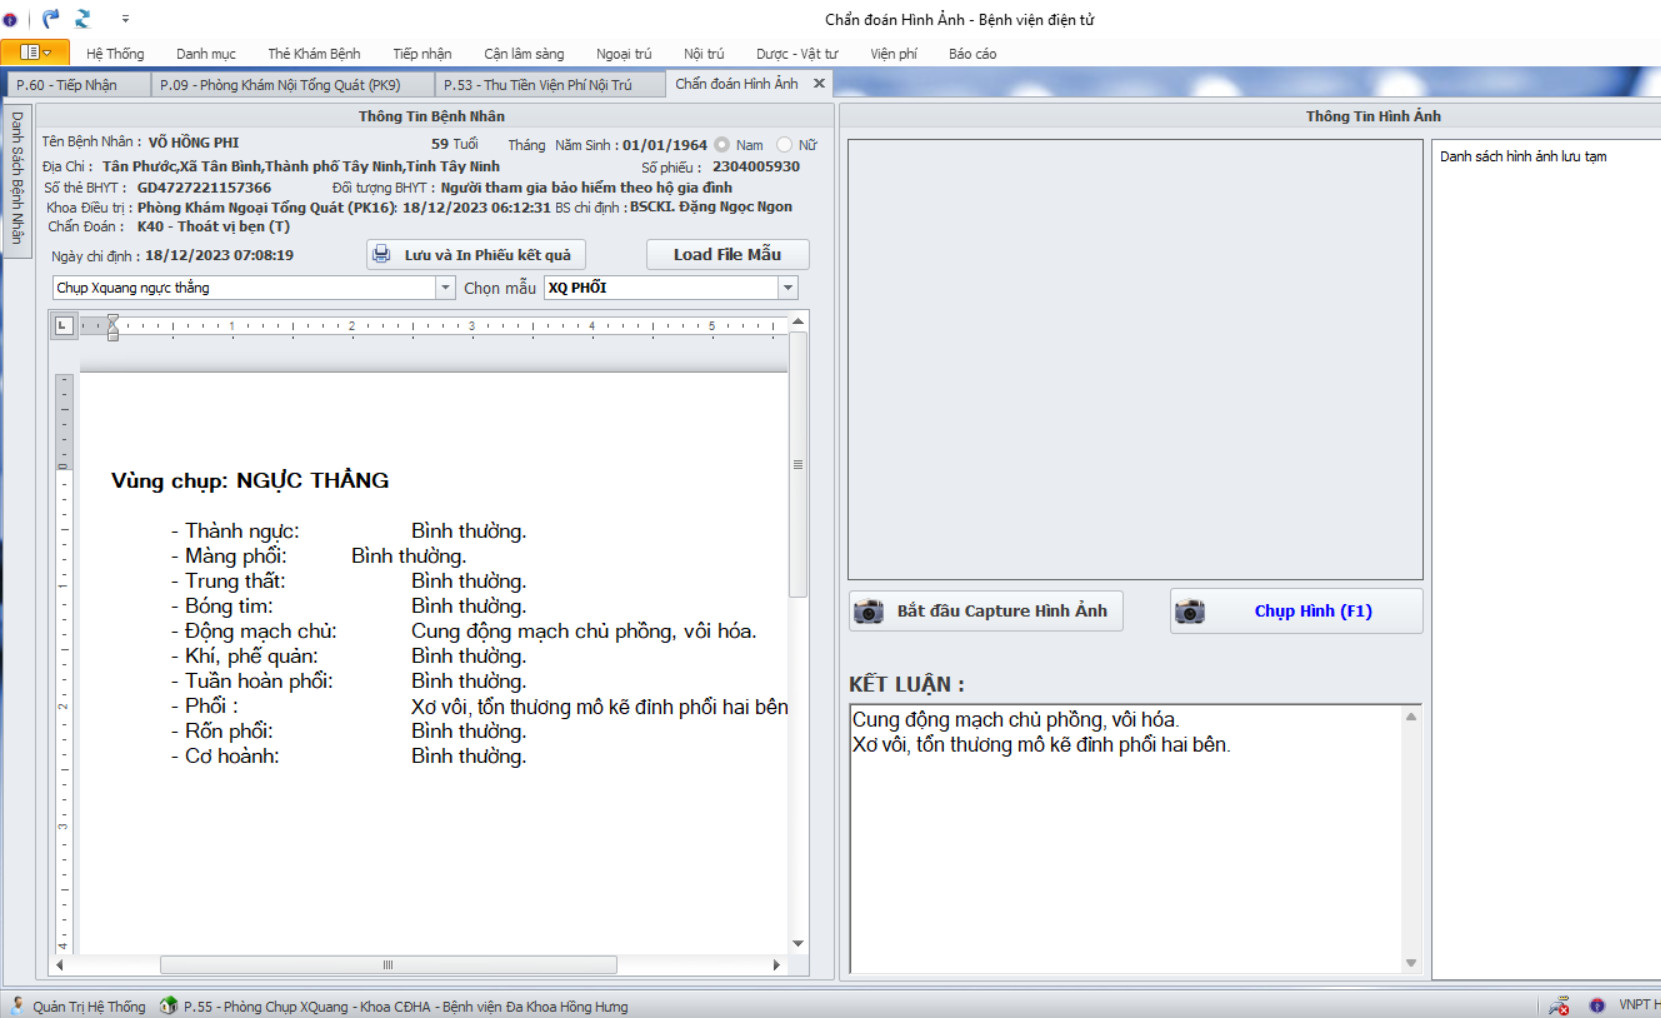 Chẩn đoán Hình Ảnh - Bệnh viện điện tử
Hệ Thống Danh mục Thẻ Khám Bệnh Tiếp nhận Cận lâm sàng Ngoại trú Nội trú Dược - Vật tư Viện phí Báo cáo
P.60 - Tiếp Nhận P.09 - Phòng Khám Nội Tổng Quát (PK9) P.53 - Thu Tiền Viện Phí Nội Trú Chẩn đoán Hình Ảnh
Danh Sách Bệnh Nhân
Thông Tin Bệnh Nhân
Tên Bệnh Nhân : VÕ HỒNG PHI 59 Tuổi Tháng Năm Sinh : 01/01/1964 Nam Nữ
Địa Chỉ : Tân Phước,Xã Tân Bình,Thành phố Tây Ninh,Tỉnh Tây Ninh Số phiếu : 2304005930
Số thẻ BHYT : GD4727221157366 Đối tượng BHYT : Người tham gia bảo hiểm theo hộ gia đình
Khoa Điều trị : Phòng Khám Ngoại Tổng Quát (PK16): 18/12/2023 06:12:31 BS chỉ định : BSCKI. Đặng Ngọc Ngon
Chẩn Đoán : K40 - Thoát vị bẹn (T)
Ngày chỉ định : 18/12/2023 07:08:19 Lưu và In Phiếu kết quả Load File Mẫu
Chụp Xquang ngực thẳng Chọn mẫu XQ PHỔI
1 2 3 4 5
Vùng chụp: NGỰC THẲNG
- Thành ngực: Bình thường.
- Màng phổi: Bình thường.
- Trung thất: Bình thường.
- Bóng tim: Bình thường.
- Động mạch chủ: Cung động mạch chủ phồng, vôi hóa.
- Khí, phế quản: Bình thường.
- Tuần hoàn phổi: Bình thường.
- Phổi : Xơ vôi, tổn thương mô kẽ đỉnh phổi hai bên
- Rốn phổi: Bình thường.
- Cơ hoành: Bình thường.
0
1
2
3
4
Thông Tin Hình Ảnh
Danh sách hình ảnh lưu tạm
Bắt đầu Capture Hình Ảnh Chụp Hình (F1)
KẾT LUẬN :
Cung động mạch chủ phồng, vôi hóa.
Xơ vôi, tổn thương mô kẽ đỉnh phổi hai bên.
Quản Trị Hệ Thống P.55 - Phòng Chụp XQuang - Khoa CĐHA - Bệnh viện Đa Khoa Hồng Hưng VNPT H